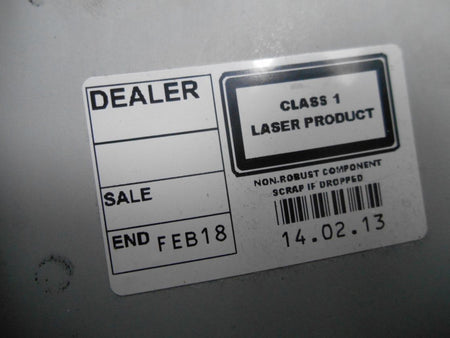 DEALER
SALE
END FEB18
CLASS 1
LASER PRODUCT
NON-ROBUST COMPONENT
SCRAP IF DROPPED
14.02.13